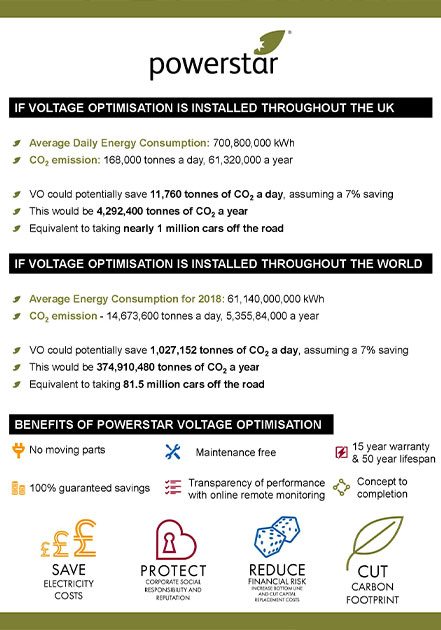 powerstar®
IF VOLTAGE OPTIMISATION IS INSTALLED THROUGHOUT THE UK
Average Daily Energy Consumption: 700,800,000 kWh
CO₂ emission: 168,000 tonnes a day, 61,320,000 a year
VO could potentially save 11,760 tonnes of CO₂ a day, assuming a 7% saving
This would be 4,292,400 tonnes of CO₂ a year
Equivalent to taking nearly 1 million cars off the road
IF VOLTAGE OPTIMISATION IS INSTALLED THROUGHOUT THE WORLD
Average Energy Consumption for 2018: 61,140,000,000 kWh
CO₂ emission - 14,673,600 tonnes a day, 5,355,84,000 a year
VO could potentially save 1,027,152 tonnes of CO₂ a day, assuming a 7% saving
This would be 374,910,480 tonnes of CO₂ a year
Equivalent to taking 81.5 million cars off the road
BENEFITS OF POWERSTAR VOLTAGE OPTIMISATION
No moving parts
Maintenance free
15 year warranty
& 50 year lifespan
100% guaranteed savings
Transparency of performance
with online remote monitoring
Concept to
completion
£££
SAVE
ELECTRICITY
COSTS
PROTECT
CORPORATE SOCIAL
RESPONSIBILITY AND
REPUTATION
REDUCE
FINANCIAL RISK
INCREASE BOTTOM LINE
AND CUT CAPITAL
REPLACEMENT COSTS
CUT
CARBON
FOOTPRINT